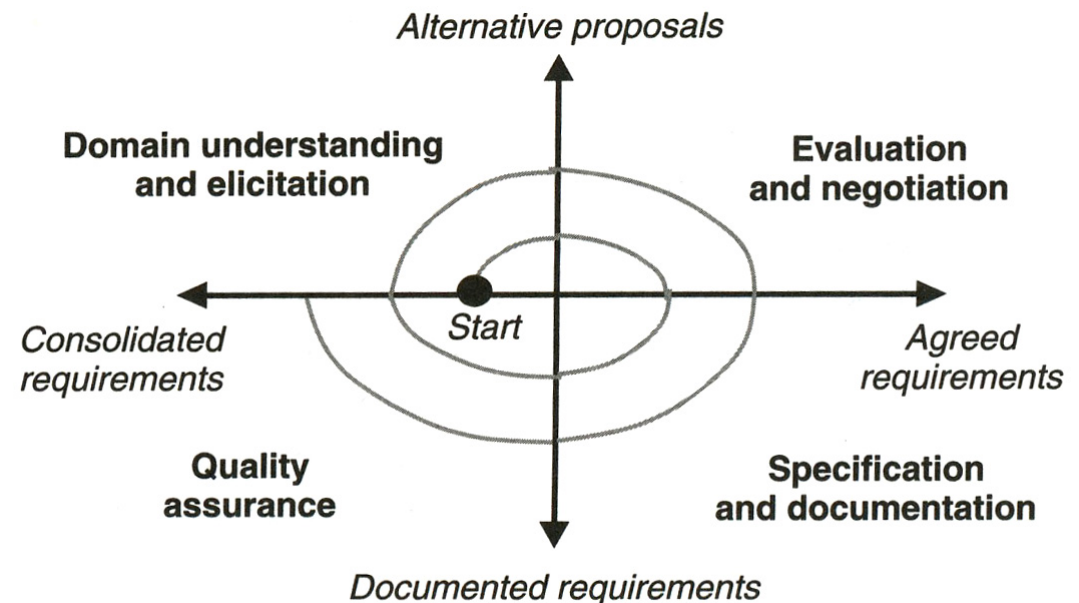 Alternative proposals
Domain understanding
and elicitation
Evaluation
and negotiation
Start
Consolidated
requirements
Agreed
requirements
Quality
assurance
Specification
and documentation
Documented requirements